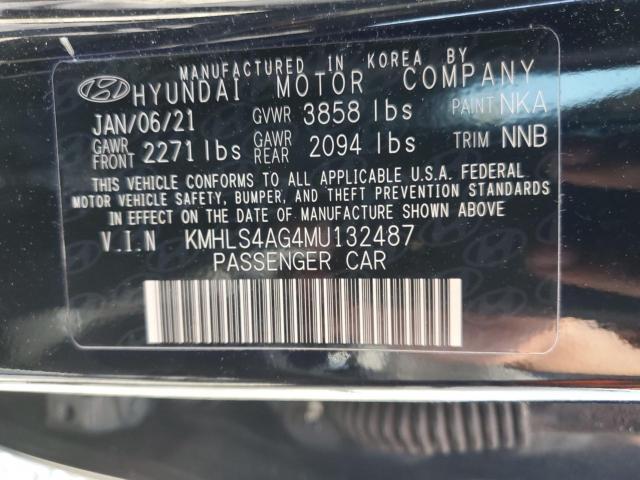 MANUFACTURED IN KOREA BY
HYUNDAI MOTOR COMPANY
JAN/06/21 GVWR 3858 lbs PAINT NKA
GAWR FRONT 2271 lbs GAWR REAR 2094 lbs TRIM NNB
THIS VEHICLE CONFORMS TO ALL APPLICABLE U.S.A. FEDERAL
MOTOR VEHICLE SAFETY, BUMPER, AND THEFT PREVENTION STANDARDS
IN EFFECT ON THE DATE OF MANUFACTURE SHOWN ABOVE
V.I.N KMHLS4AG4MU132487
PASSENGER CAR